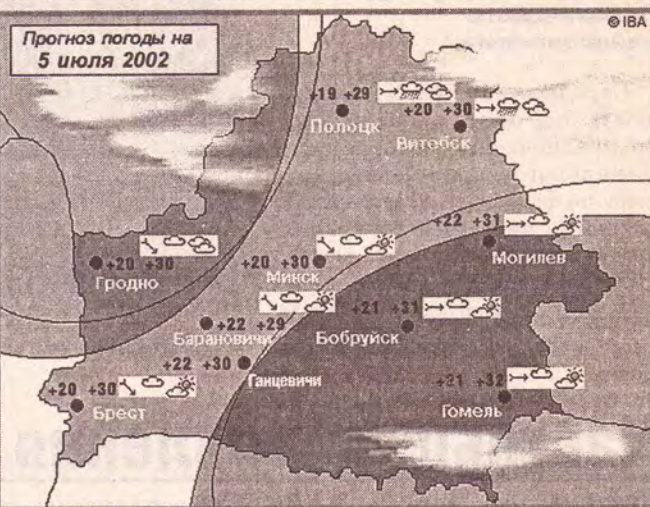 © IBA
Прогноз погоды на
5 июля 2002
+19 +29
Полоцк
+20 +30
Витебск
+22 +31
Могилев
+20 +30
Гродно
+20 +30
Минск
+22 +29
Барановичи
+21 +31
Бобруйск
+22 +30
Ганцевичи
+20 +30
Брест
+21 +32
Гомель